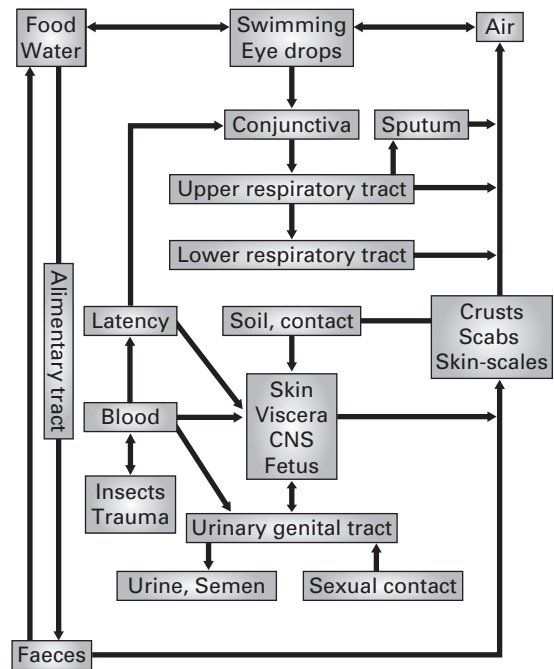 Food
Water
Swimming
Eye drops
Air
Conjunctiva
Sputum
Upper respiratory tract
Lower respiratory tract
Alimentary tract
Latency
Soil, contact
Crusts
Scabs
Skin-scales
Skin
Viscera
CNS
Fetus
Blood
Insects
Trauma
Urinary genital tract
Urine, Semen
Sexual contact
Faeces